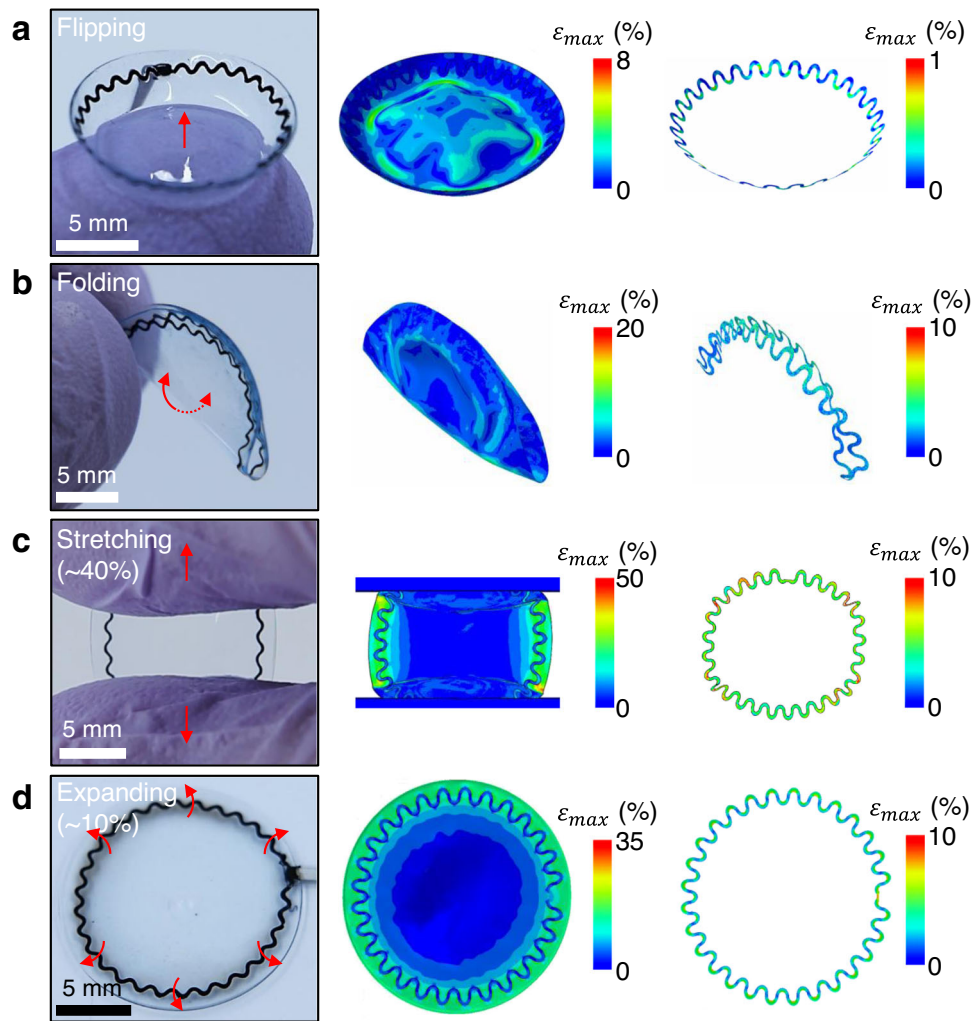 a
Flipping
5 mm
ε_max (%)
8
0
ε_max (%)
1
0
b
Folding
5 mm
ε_max (%)
20
0
ε_max (%)
10
0
c
Stretching
(~40%)
5 mm
ε_max (%)
50
0
ε_max (%)
10
0
d
Expanding
(~10%)
5 mm
ε_max (%)
35
0
ε_max (%)
10
0